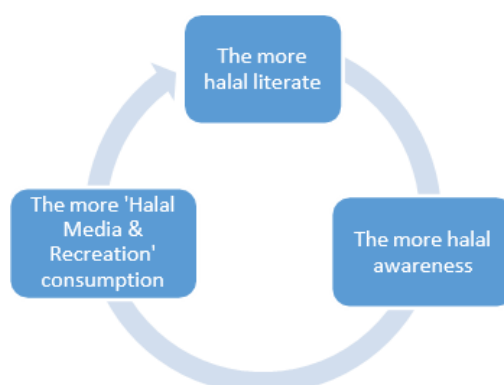 The more
halal literate
The more halal
awareness
The more 'Halal
Media &
Recreation'
consumption